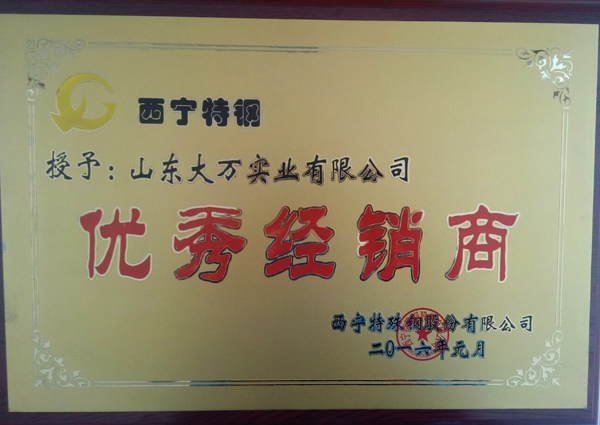 西宁特钢
授予：山东大万实业有限公司
优秀经销商
西宁特殊钢股份有限公司
二〇一六年元月